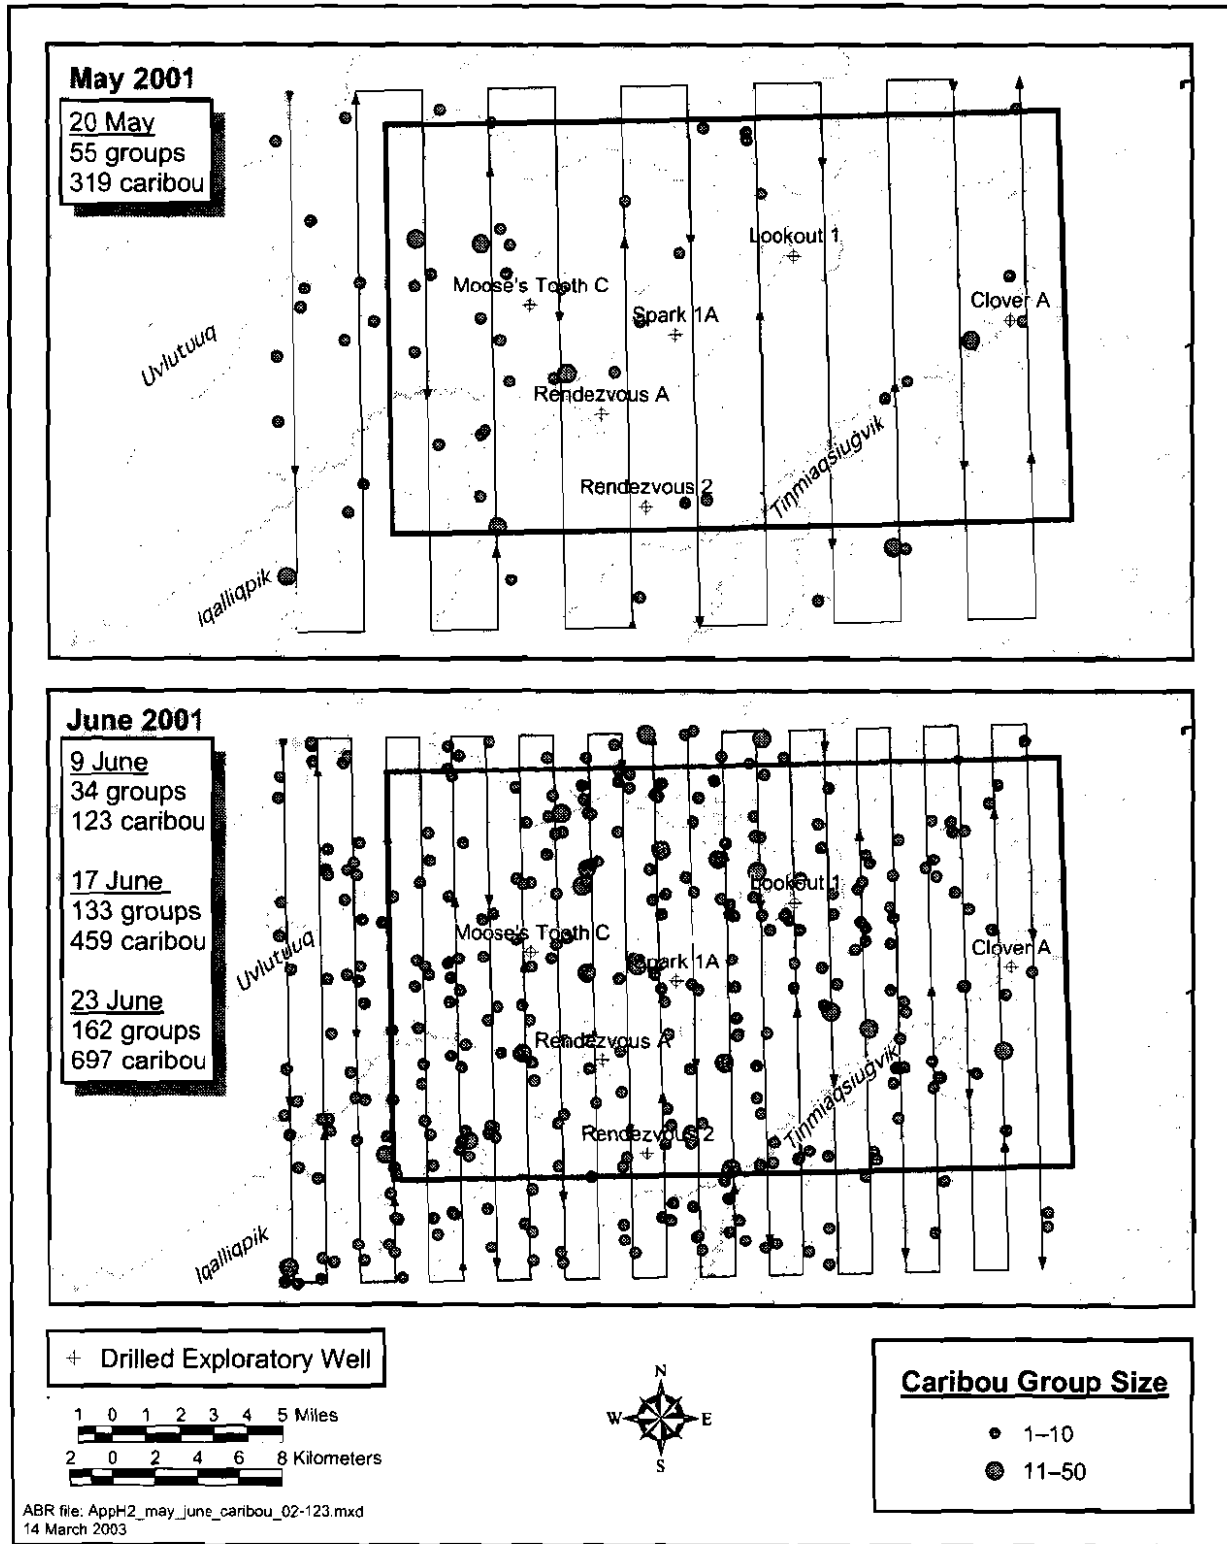 May 2001
20 May
55 groups
319 caribou
Lookout 1
Moose's Tooth C
Clover A
Spark 1A
Uvlutuuq
Rendezvous A
Tiŋmiaqsiuġvik
Rendezvous 2
Iqalliqpik
June 2001
9 June
34 groups
123 caribou
17 June
133 groups
459 caribou
23 June
162 groups
697 caribou
Lookout 1
Moose's Tooth C
Clover A
Uvlutuuq
Spark 1A
Rendezvous A
Tiŋmiaqsiuġvik
Rendezvous 2
Iqalliqpik
Drilled Exploratory Well
1 0 1 2 3 4 5 Miles
2 0 2 4 6 8 Kilometers
N
W E
S
Caribou Group Size
1–10
11–50
ABR file: AppH2_may_june_caribou_02-123.mxd
14 March 2003